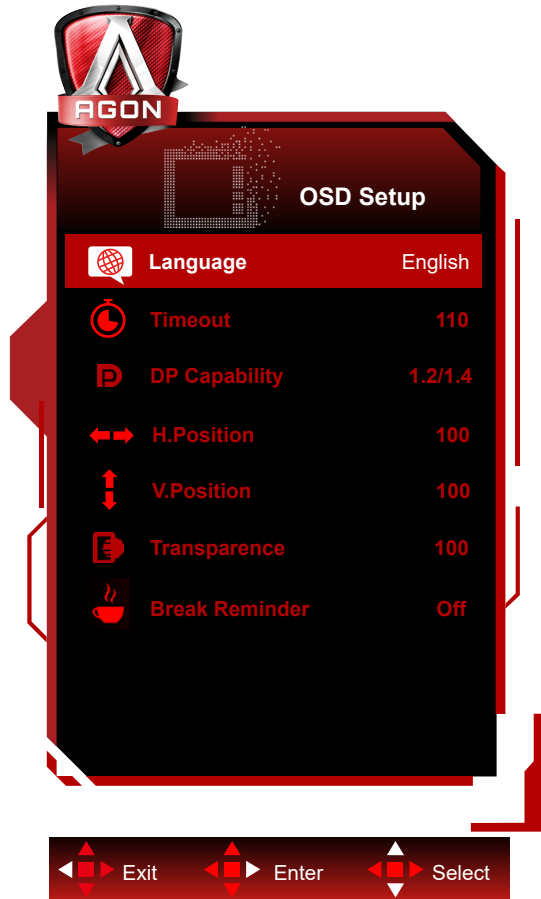 AGON
OSD Setup
Language English
Timeout 110
DP Capability 1.2/1.4
H.Position 100
V.Position 100
Transparence 100
Break Reminder Off
Exit Enter Select